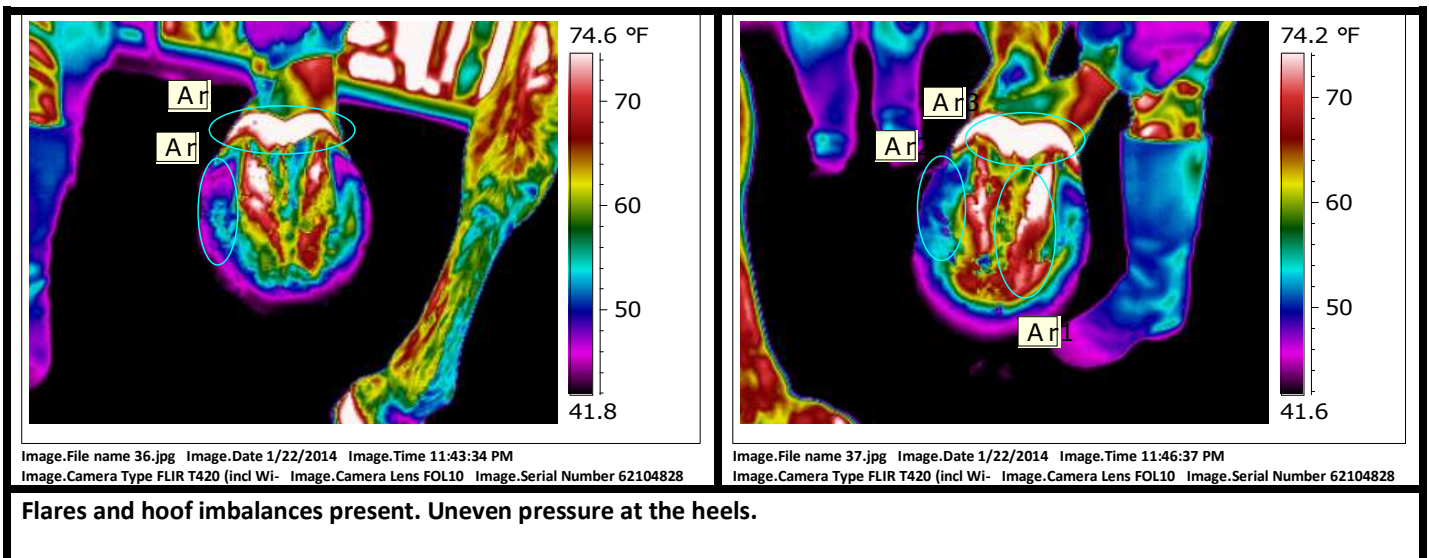 74.6 °F
70
60
50
41.8
Ar
Ar
Image.File name 36.jpg Image.Date 1/22/2014 Image.Time 11:43:34 PM
Image.Camera Type FLIR T420 (incl Wi- Image.Camera Lens FOL10 Image.Serial Number 62104828
74.2 °F
70
60
50
41.6
Ar3
Ar
Ar1
Image.File name 37.jpg Image.Date 1/22/2014 Image.Time 11:46:37 PM
Image.Camera Type FLIR T420 (incl Wi- Image.Camera Lens FOL10 Image.Serial Number 62104828
Flares and hoof imbalances present. Uneven pressure at the heels.